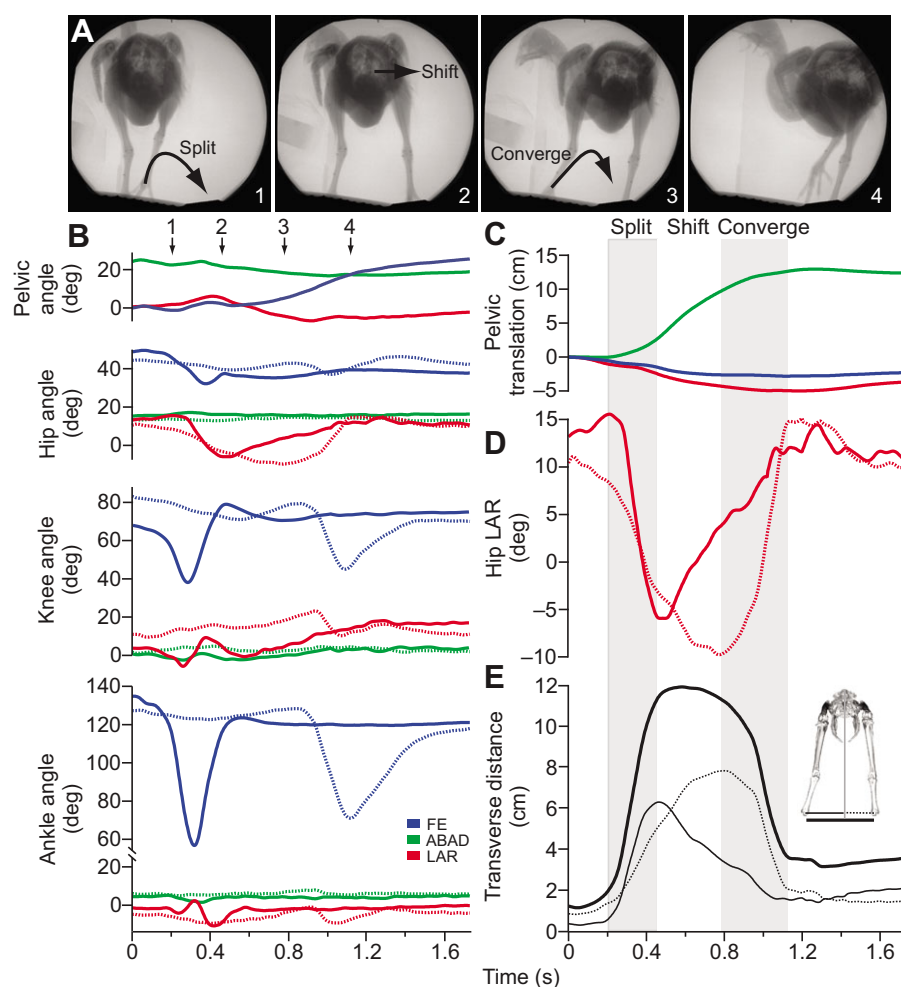 A
Split
1
Shift
2
Converge
3
4
B
1 2 3 4
Pelvic angle (deg)
20
0
Hip angle (deg)
40
20
0
Knee angle (deg)
80
60
40
20
0
Ankle angle (deg)
140
120
100
80
60
20
0
FE
ABAD
LAR
0 0.4 0.8 1.2 1.6
C
Split Shift Converge
Pelvic translation (cm)
15
10
5
0
–5
D
Hip LAR (deg)
15
10
5
0
–5
–10
E
Transverse distance (cm)
12
10
8
6
4
2
0
0 0.4 0.8 1.2 1.6
Time (s)